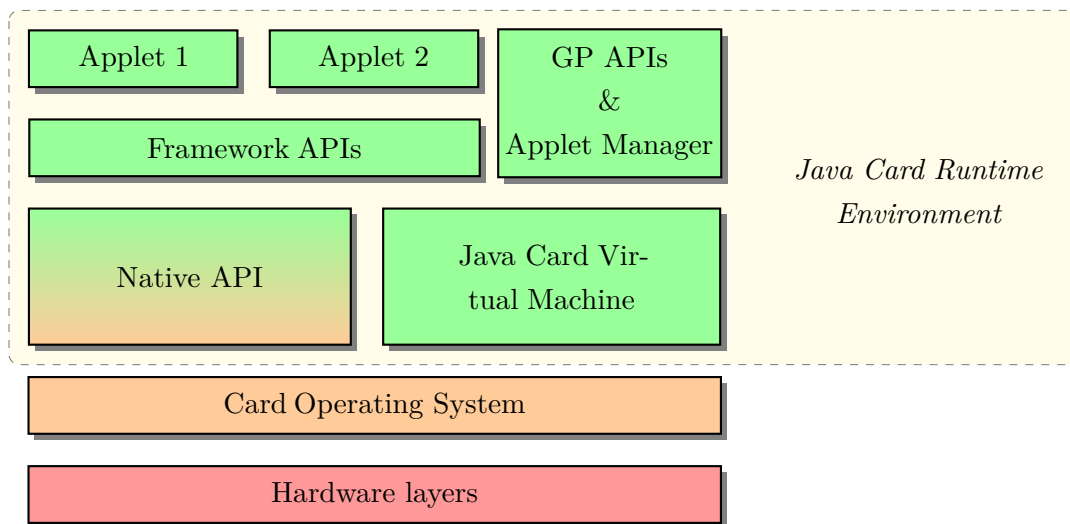 Applet 1
Applet 2
GP APIs
&
Applet Manager
Framework APIs
Java Card Runtime
Environment
Native API
Java Card Vir-
tual Machine
Card Operating System
Hardware layers